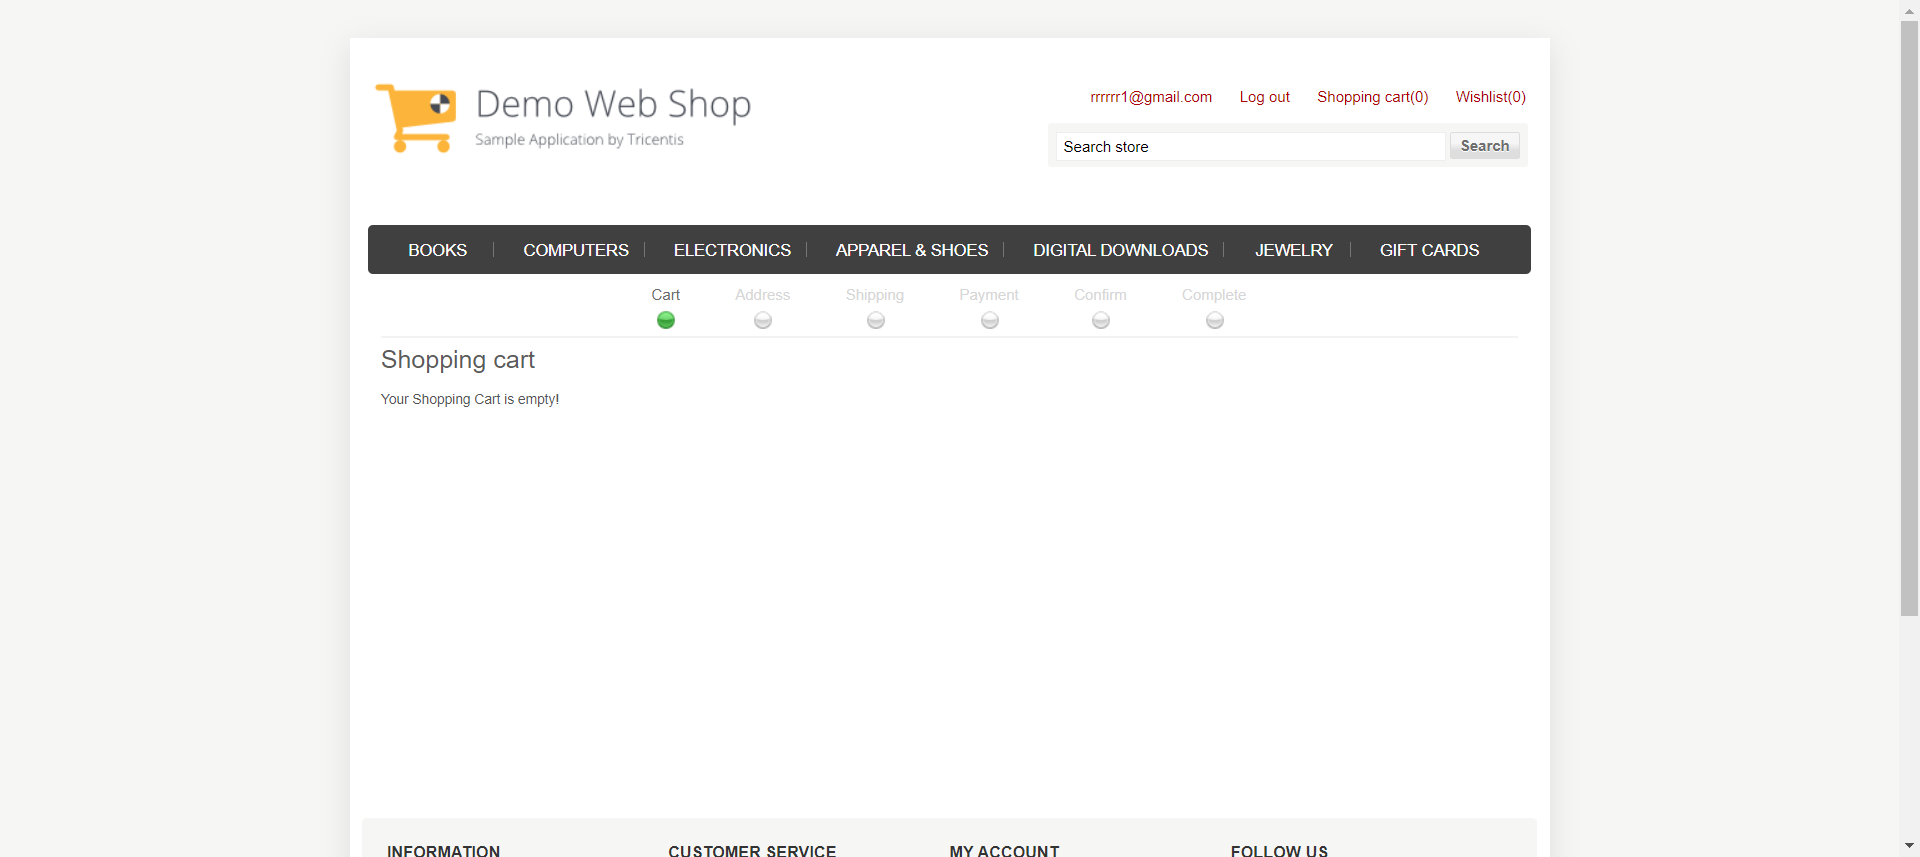 Demo Web Shop
Sample Application by Tricentis
rrrrrr1@gmail.com Log out Shopping cart(0) Wishlist(0)
Search store Search
BOOKS COMPUTERS ELECTRONICS APPAREL & SHOES DIGITAL DOWNLOADS JEWELRY GIFT CARDS
Cart Address Shipping Payment Confirm Complete
Shopping cart
Your Shopping Cart is empty!
INFORMATION CUSTOMER SERVICE MY ACCOUNT FOLLOW US